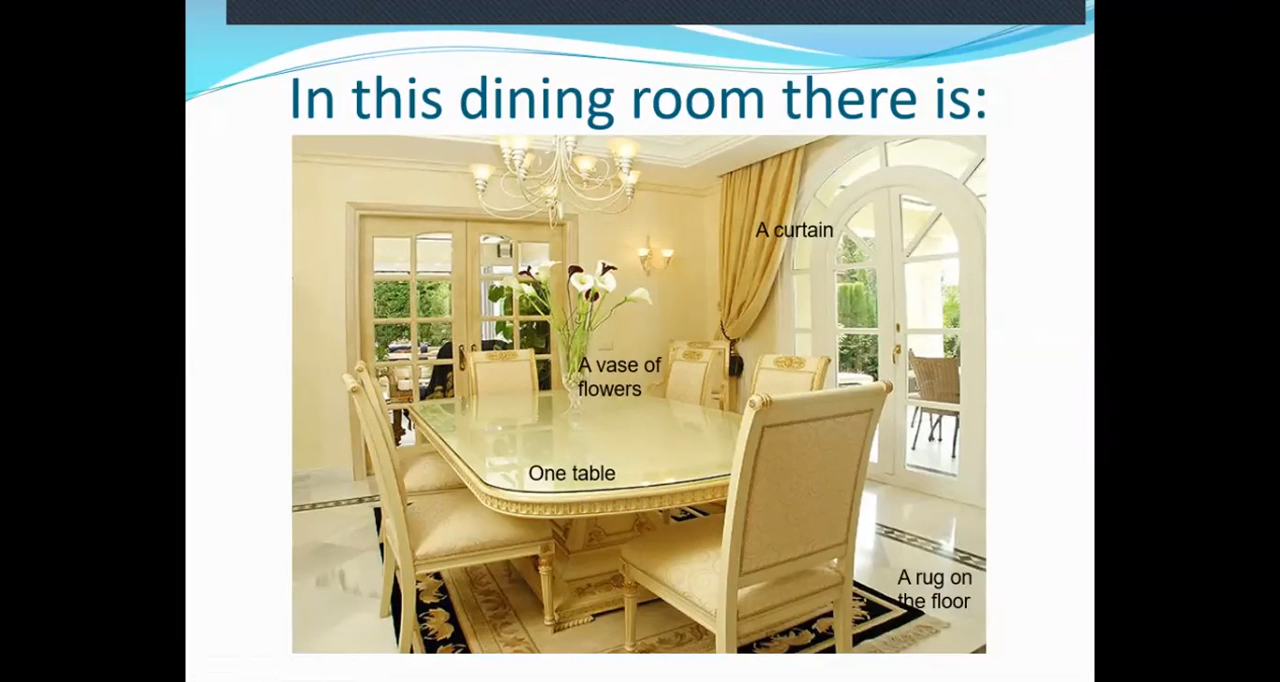 In this dining room there is:
A curtain
A vase of
flowers
One table
A rug on
the floor